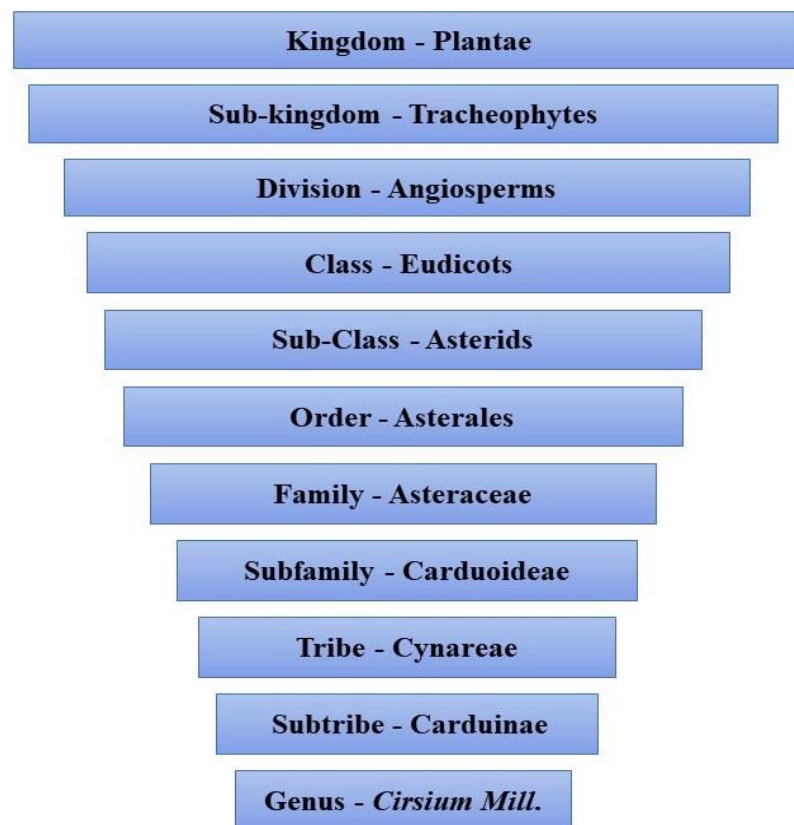 Kingdom - Plantae
Sub-kingdom - Tracheophytes
Division - Angiosperms
Class - Eudicots
Sub-Class - Asterids
Order - Asterales
Family - Asteraceae
Subfamily - Carduoideae
Tribe - Cynareae
Subtribe - Carduinae
Genus - Cirsium Mill.